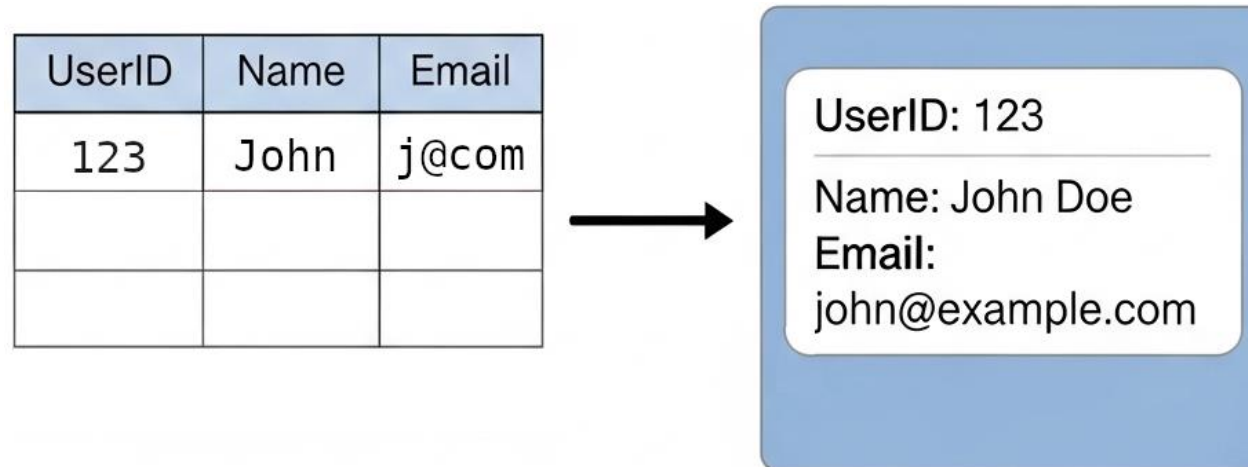 UserID Name Email
123 John j@com
UserID: 123
Name: John Doe
Email:
john@example.com